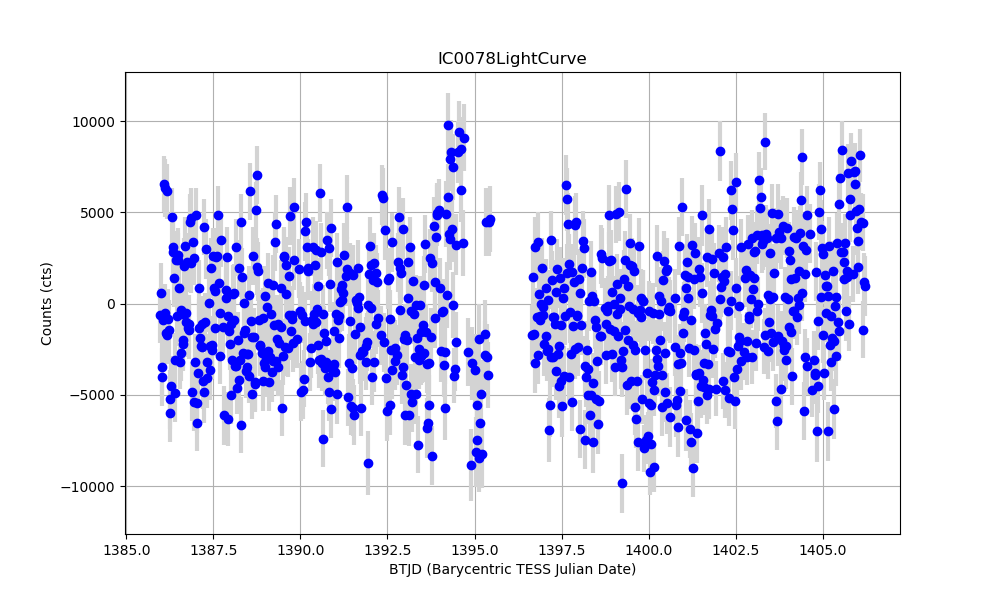 IC0078LightCurve
Counts (cts)
10000
5000
0
−5000
−10000
1385.0 1387.5 1390.0 1392.5 1395.0 1397.5 1400.0 1402.5 1405.0
BTJD (Barycentric TESS Julian Date)